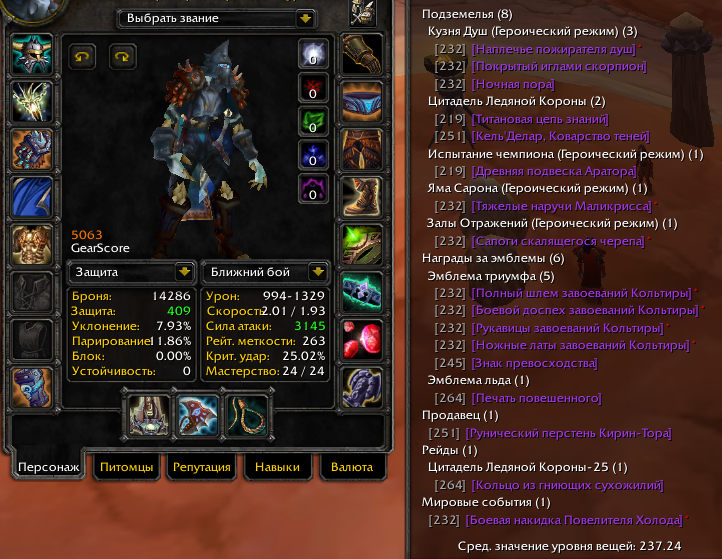 Выбрать звание
0
0
0
0
0
5063
GearScore
Защита
Ближний бой
Броня: 14286
Защита: 409
Уклонение: 7.93%
Парирование 11.86%
Блок: 0.00%
Устойчивость: 0
Урон: 994-1329
Скорость 2.01 / 1.93
Сила атаки: 3145
Рейт. меткости: 263
Крит. удар: 25.02%
Мастерство: 24 / 24
Персонаж
Питомцы
Репутация
Навыки
Валюта
Подземелья (8)
Кузня Душ (Героический режим) (3)
[232] [Наплечье пожирателя душ]
[232] [Покрытый иглами скорпион]
[232] [Ночная пора]
Цитадель Ледяной Короны (2)
[219] [Титановая цепь знаний]
[251] [Кель'Делар, Коварство теней]
Испытание чемпиона (Героический режим) (1)
[219] [Древняя подвеска Аратора]
Яма Сарона (Героический режим) (1)
[232] [Тяжелые наручи Маликрисса]
Залы Отражений (Героический режим) (1)
[232] [Сапоги скалящегося черепа]
Награды за эмблемы (6)
Эмблема триумфа (5)
[232] [Полный шлем завоеваний Кольтиры]
[232] [Боевой доспех завоеваний Кольтиры]
[232] [Рукавицы завоеваний Кольтиры]
[232] [Ножные латы завоеваний Кольтиры]
[245] [Знак превосходства]
Эмблема льда (1)
[264] [Печать повешенного]
Продавец (1)
[251] [Рунический перстень Кирин-Тора]
Рейды (1)
Цитадель Ледяной Короны-25 (1)
[264] [Кольцо из гниющих сухожилий]
Мировые события (1)
[232] [Боевая накидка Повелителя Холода]
Сред. значение уровня вещей: 237.24